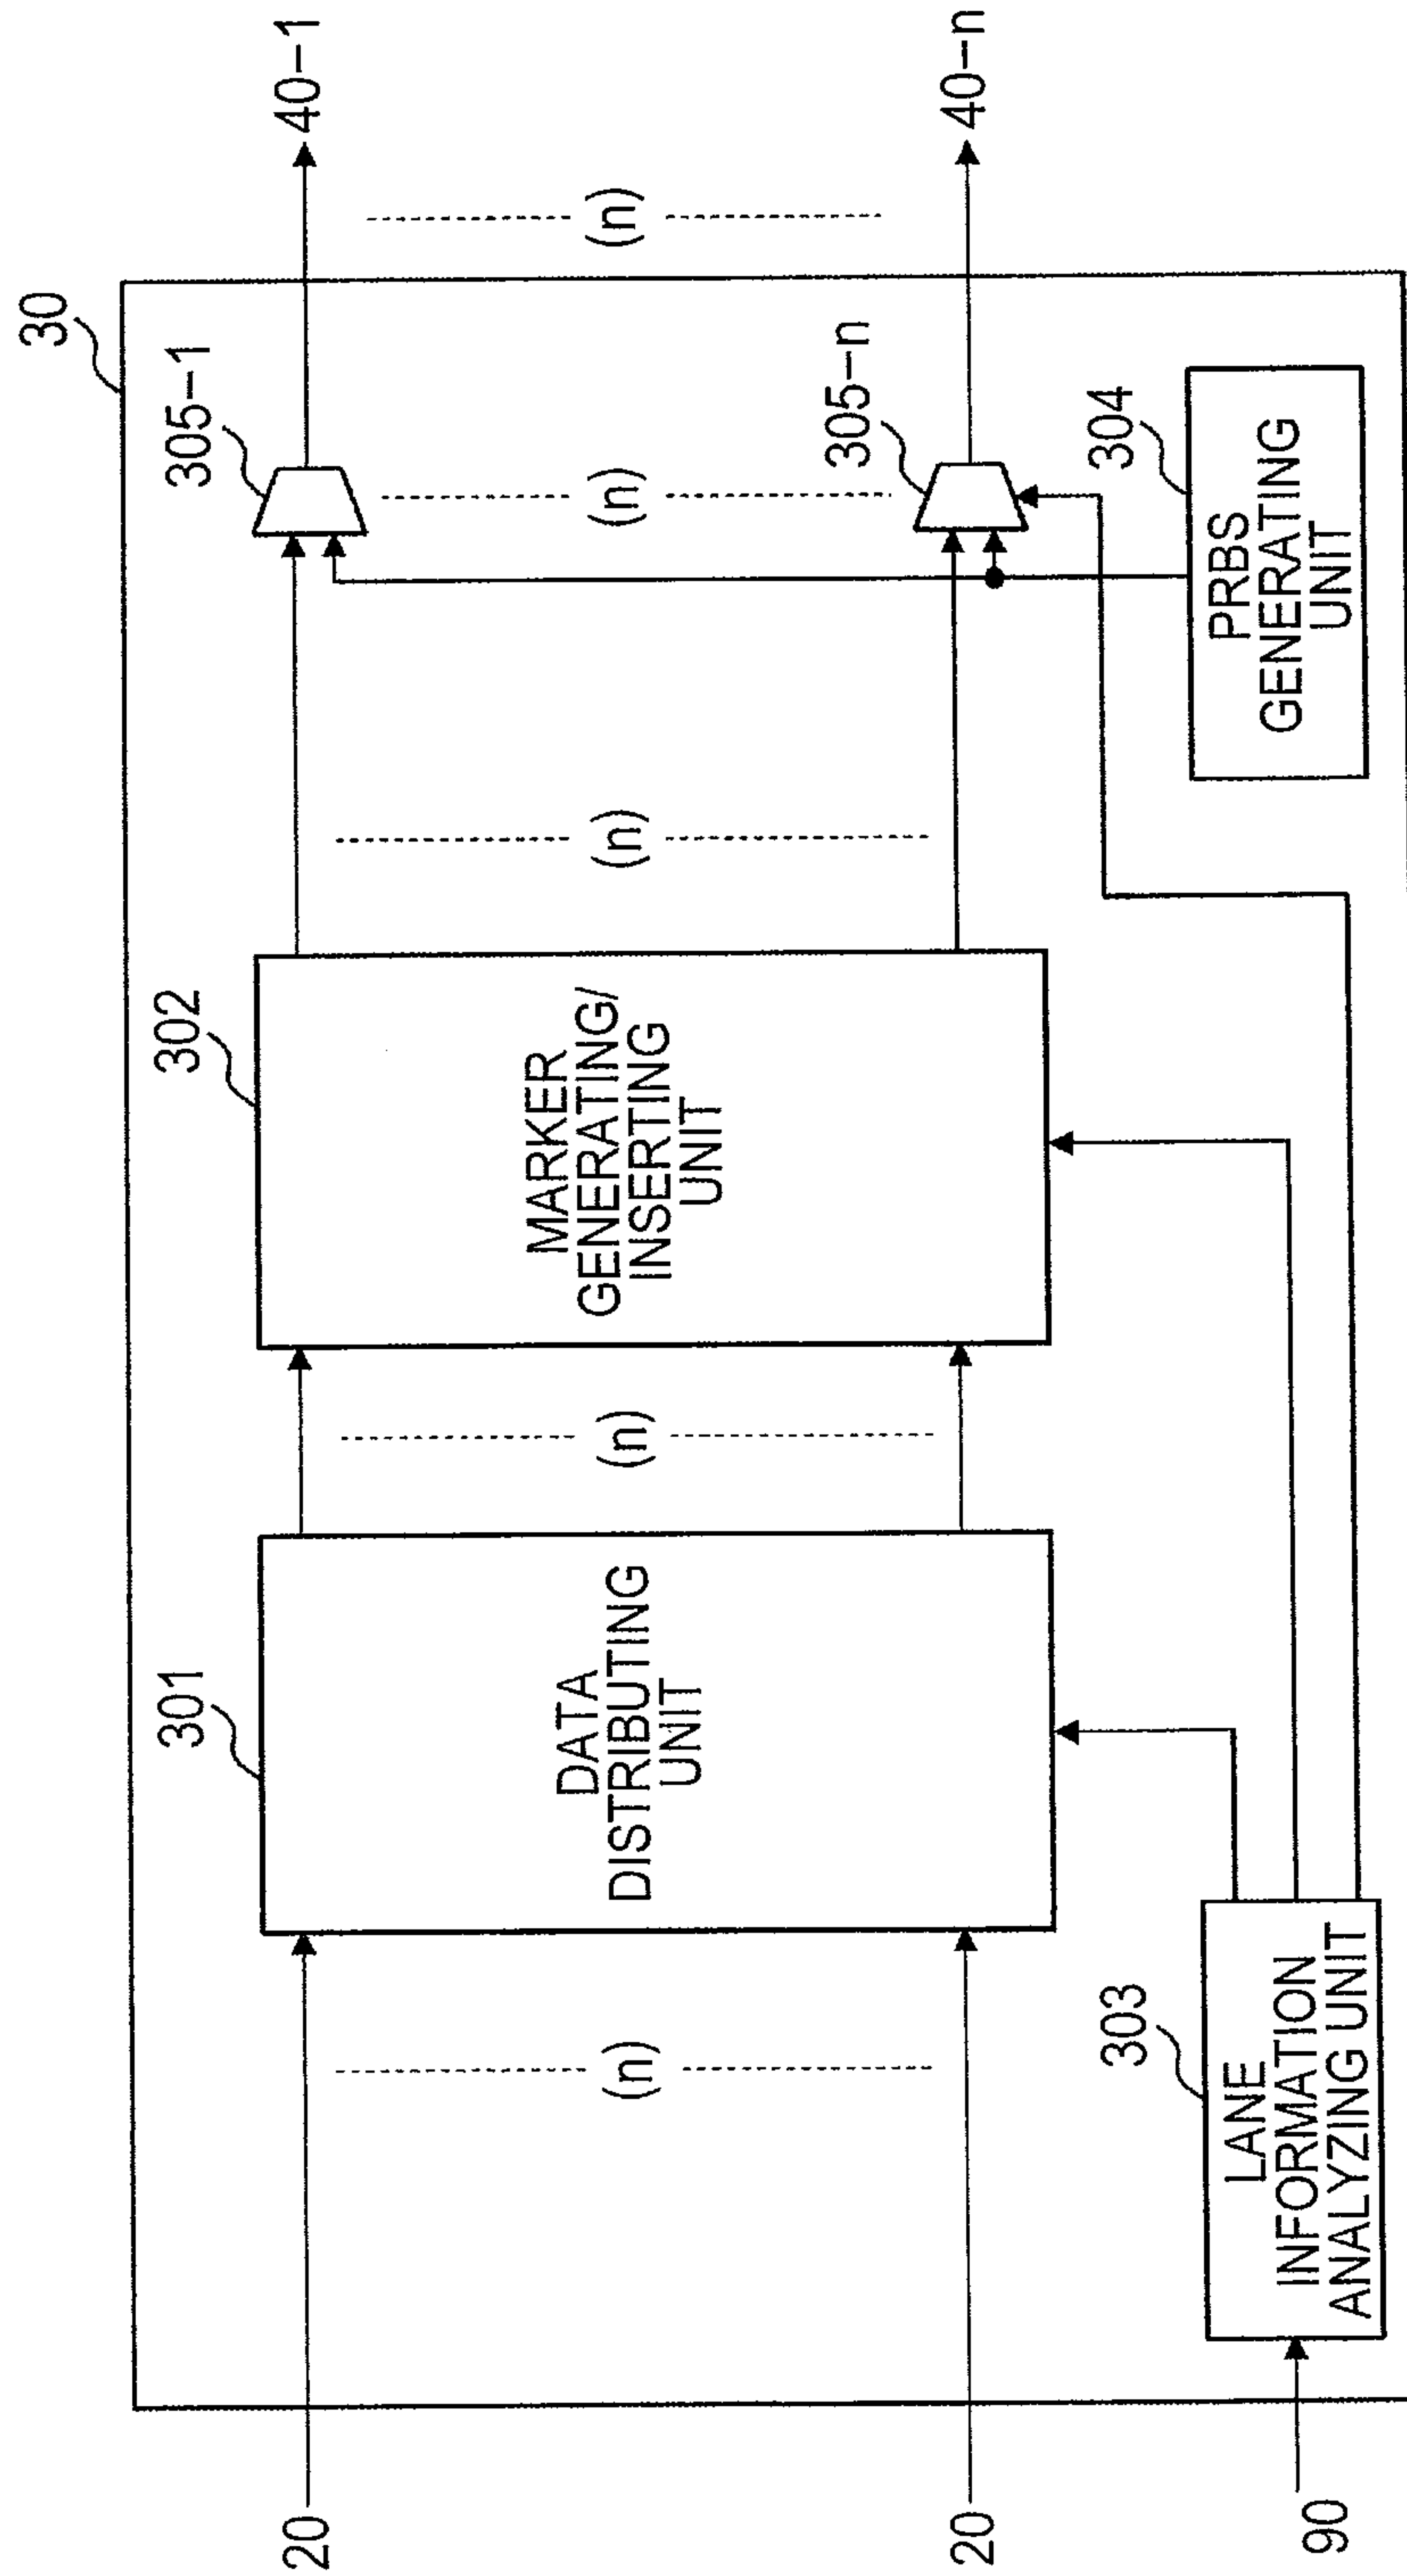 30
20
(n)
20
301
DATA
DISTRIBUTING
UNIT
(n)
302
MARKER
GENERATING/
INSERTING
UNIT
(n)
305-1
(n)
305-n
40-1
(n)
40-n
90
303
LANE
INFORMATION
ANALYZING UNIT
304
PRBS
GENERATING
UNIT